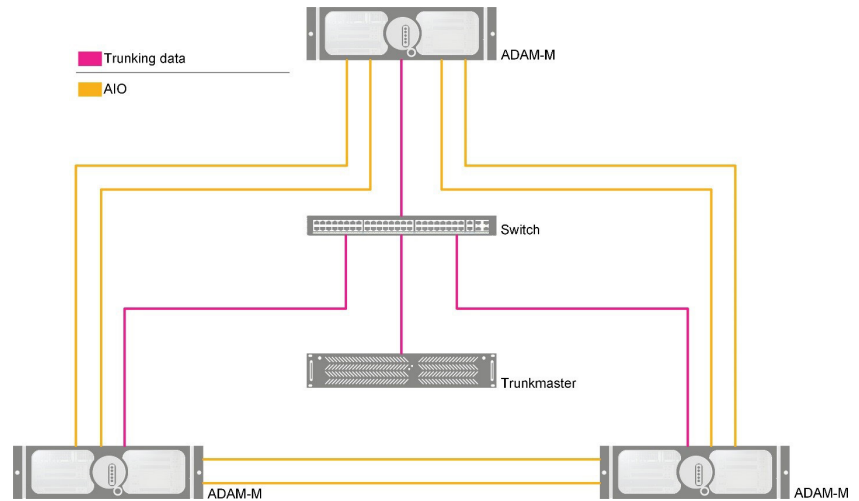 ADAM-M
Trunking data
AIO
Switch
Trunkmaster
ADAM-M
ADAM-M